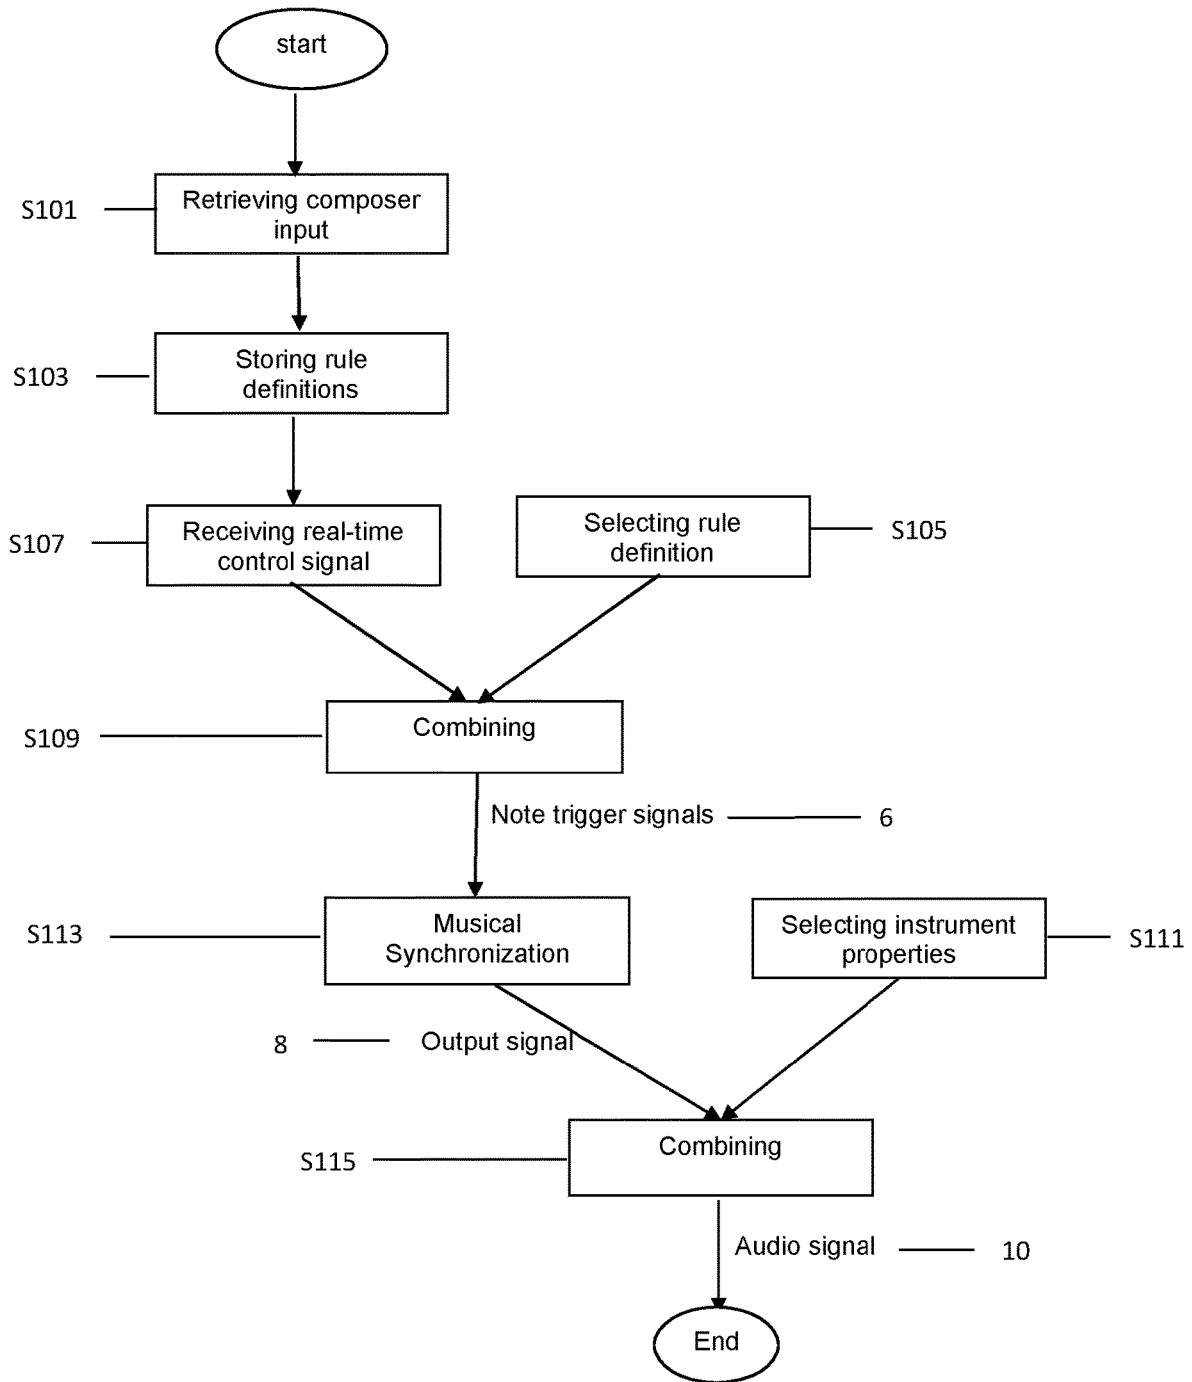 start
S101
Retrieving composer
input
S103
Storing rule
definitions
S107
Receiving real-time
control signal
Selecting rule
definition
S105
S109
Combining
Note trigger signals
6
S113
Musical
Synchronization
Selecting instrument
properties
S111
8
Output signal
S115
Combining
Audio signal
10
End